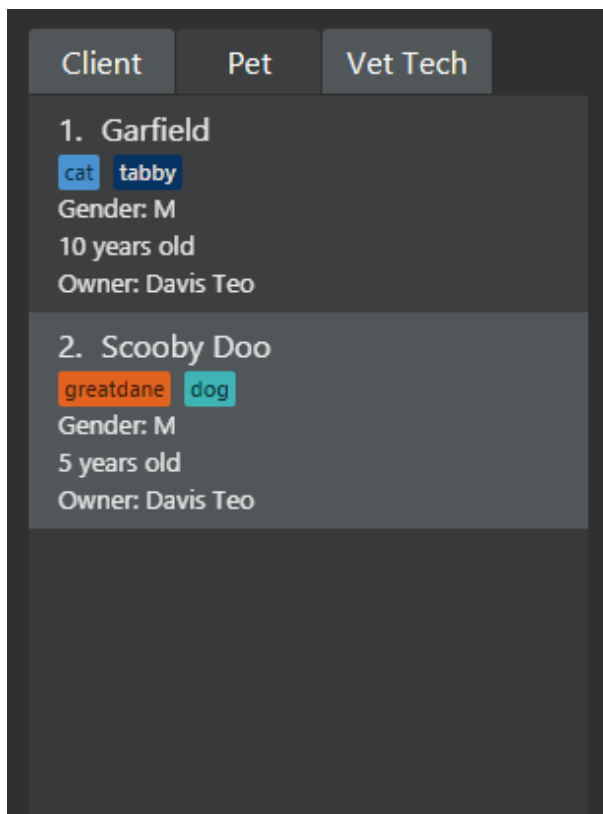 Client Pet Vet Tech
1. Garfield
cat tabby
Gender: M
10 years old
Owner: Davis Teo
2. Scooby Doo
greatdane dog
Gender: M
5 years old
Owner: Davis Teo